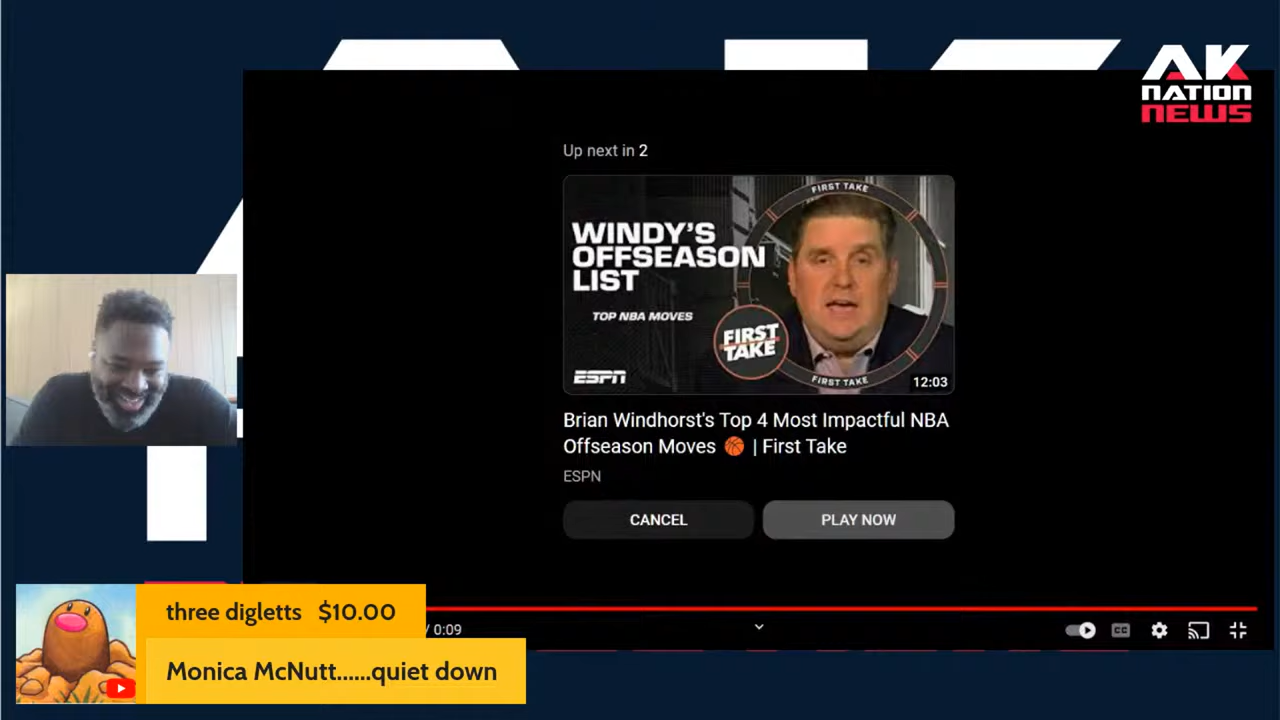 AK
NATION
NEWS
Up next in 2
FIRST TAKE
WINDY'S
OFFSEASON
LIST
TOP NBA MOVES
FIRST
TAKE
ESPN
FIRST TAKE
12:03
Brian Windhorst's Top 4 Most Impactful NBA
Offseason Moves 🏀 | First Take
ESPN
CANCEL
PLAY NOW
three digletts $10.00
/ 0:09
CC
Monica McNutt......quiet down